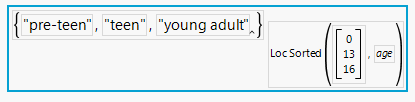 {"pre-teen", "teen", "young adult"}
Loc Sorted([0
13
16], age)